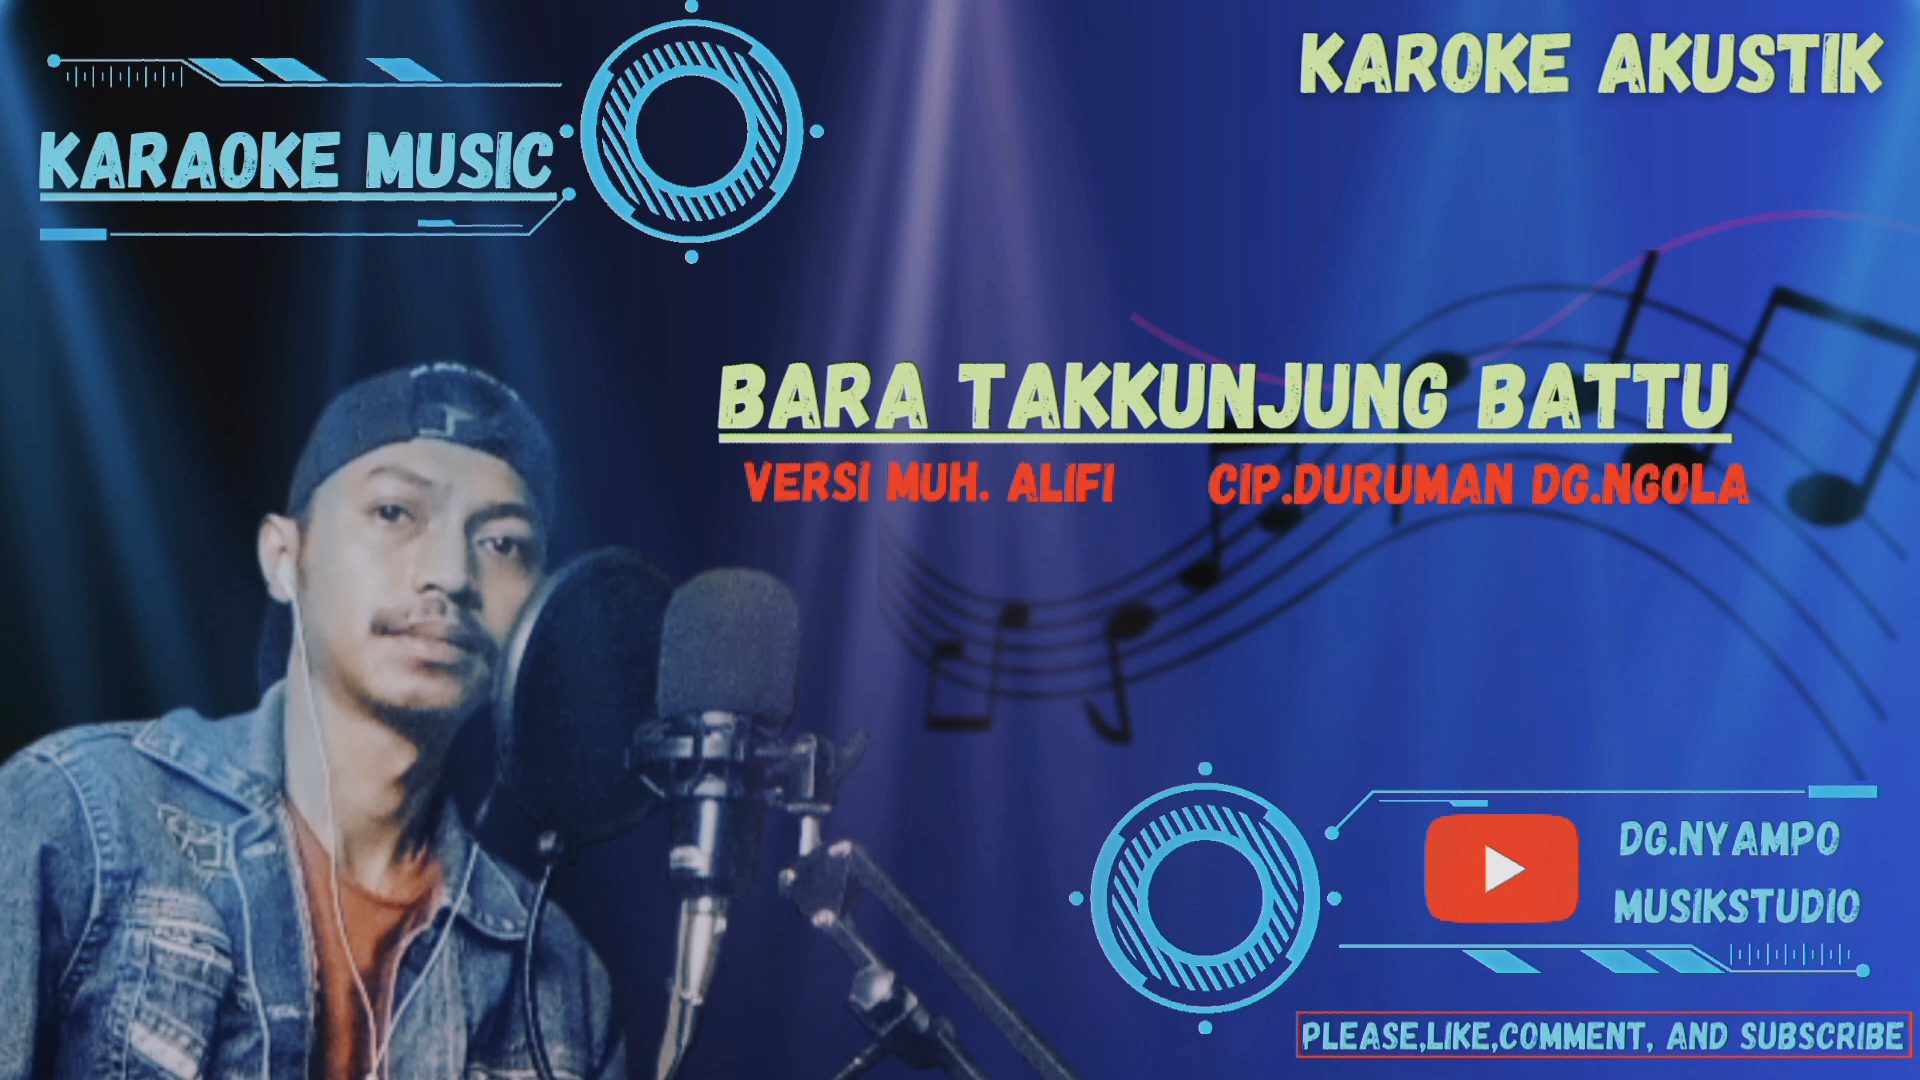 KAROKE AKUSTIK
KARAOKE MUSIC
BARA TAKKUNJUNG BATTU
VERSI MUH. ALIFI CIP.DURUMAN DG.NGOLA
DG.NYAMPO
MUSIKSTUDIO
PLEASE,LIKE,COMMENT, AND SUBSCRIBE